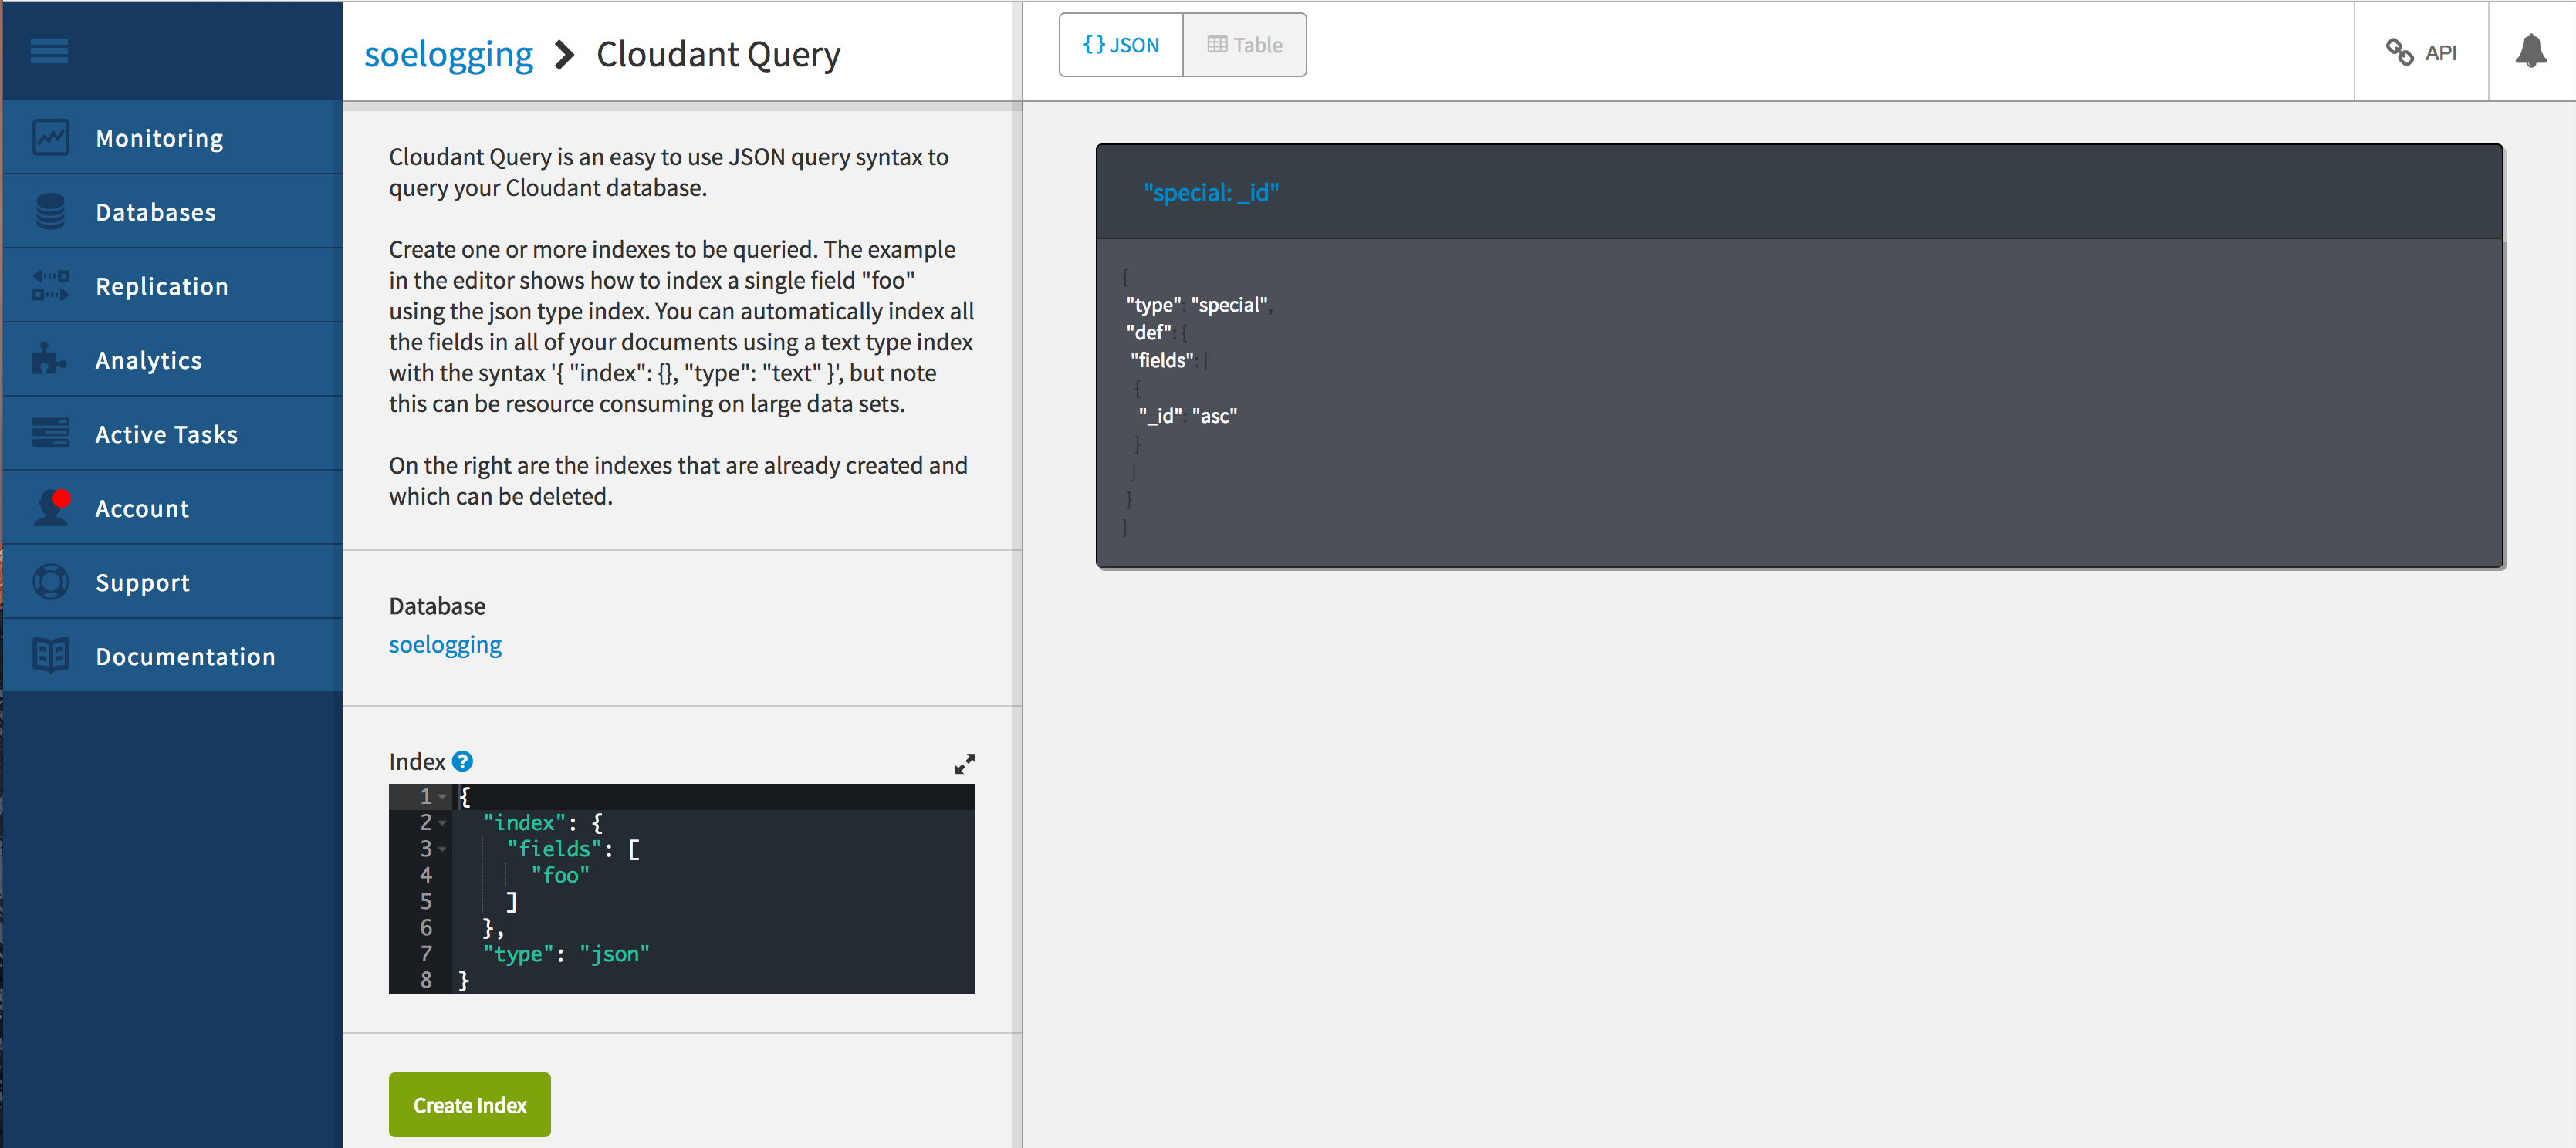 soelogging > Cloudant Query
{} JSON
Table
API
Monitoring
Databases
Replication
Analytics
Active Tasks
Account
Support
Documentation
Cloudant Query is an easy to use JSON query syntax to
query your Cloudant database.
Create one or more indexes to be queried. The example
in the editor shows how to index a single field "foo"
using the json type index. You can automatically index all
the fields in all of your documents using a text type index
with the syntax '{ "index": {}, "type": "text" }', but note
this can be resource consuming on large data sets.
On the right are the indexes that are already created and
which can be deleted.
Database
soelogging
Index ?
1 {
2 "index": {
3 "fields": [
4 "foo"
5 ]
6 },
7 "type": "json"
8 }
Create Index
"special: _id"
{
"type": "special",
"def": {
"fields": [
{
"_id": "asc"
}
]
}
}